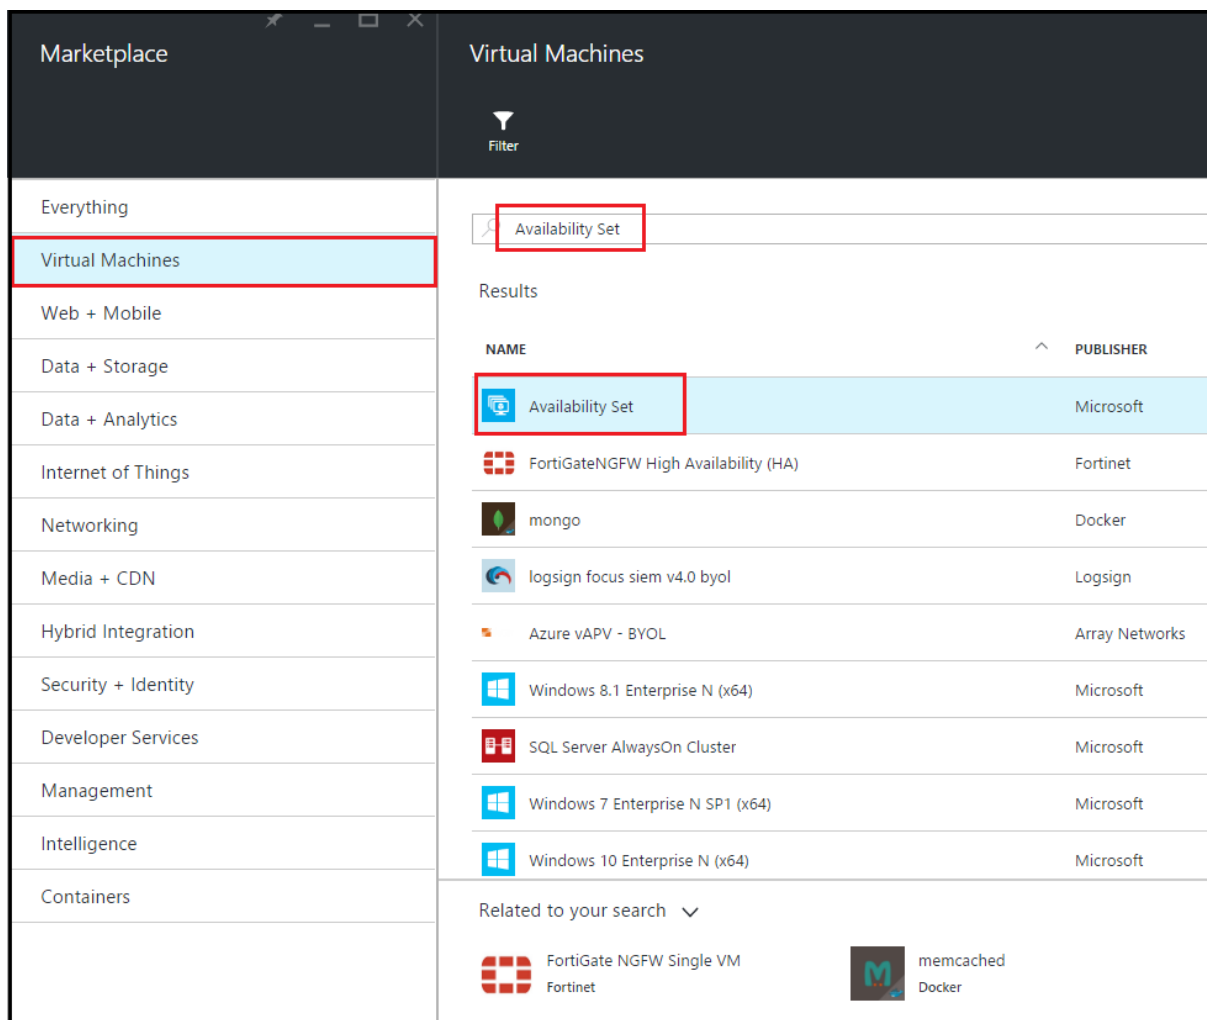 Marketplace
Virtual Machines
Filter
Everything
Virtual Machines
Web + Mobile
Data + Storage
Data + Analytics
Internet of Things
Networking
Media + CDN
Hybrid Integration
Security + Identity
Developer Services
Management
Intelligence
Containers
Availability Set
Results
NAME PUBLISHER
Availability Set Microsoft
FortiGateNGFW High Availability (HA) Fortinet
mongo Docker
logsign focus siem v4.0 byol Logsign
Azure vAPV - BYOL Array Networks
Windows 8.1 Enterprise N (x64) Microsoft
SQL Server AlwaysOn Cluster Microsoft
Windows 7 Enterprise N SP1 (x64) Microsoft
Windows 10 Enterprise N (x64) Microsoft
Related to your search
FortiGate NGFW Single VM
Fortinet
memcached
Docker